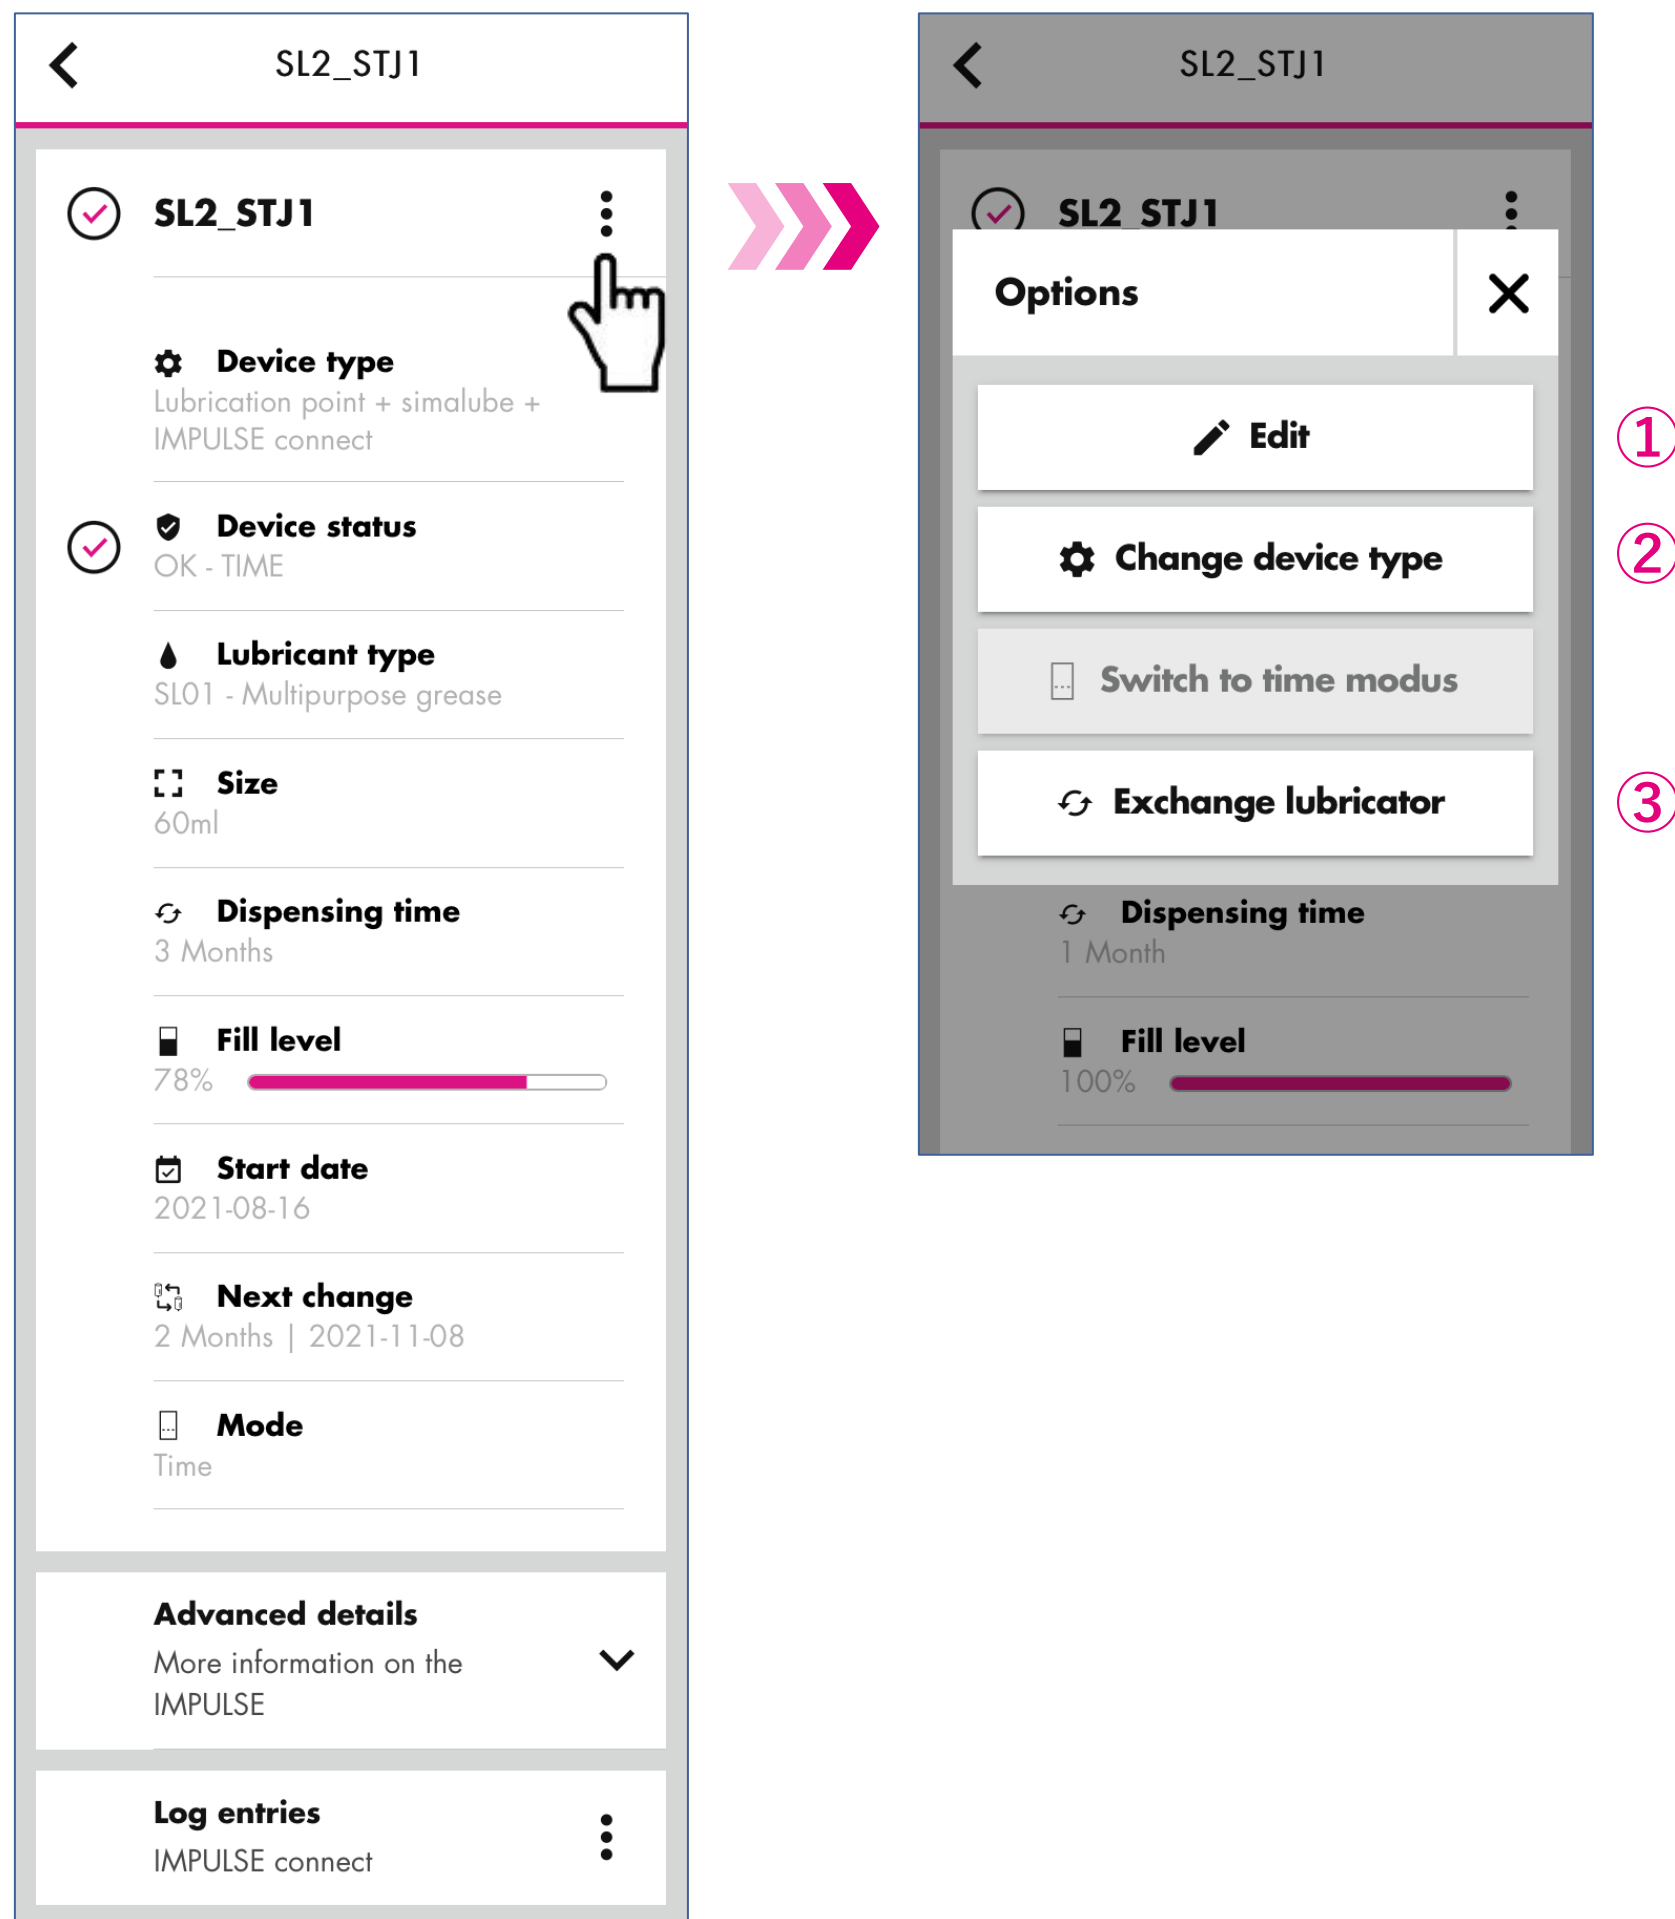 SL2_STJ1
SL2_STJ1
Device type
Lubrication point + simalube +
IMPULSE connect
Device status
OK - TIME
Lubricant type
SL01 - Multipurpose grease
Size
60ml
Dispensing time
3 Months
Fill level
78%
Start date
2021-08-16
Next change
2 Months | 2021-11-08
Mode
Time
Advanced details
More information on the
IMPULSE
Log entries
IMPULSE connect
SL2_STJ1
SL2_STJ1
Options
Edit
①
Change device type
②
Switch to time modus
Exchange lubricator
③
Dispensing time
1 Month
Fill level
100%